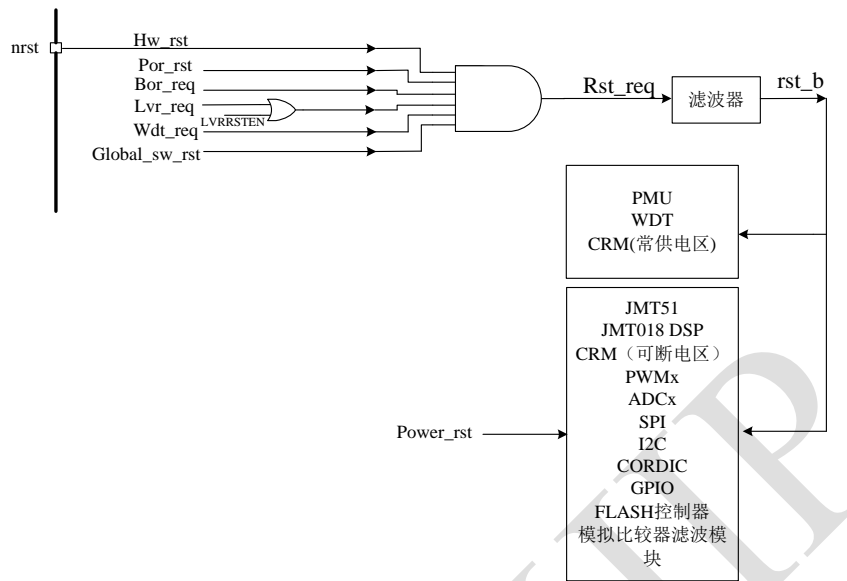 nrst
Hw_rst
Por_rst
Bor_req
Lvr_req
LVRRSTEN
Wdt_req
Global_sw_rst
Rst_req
滤波器
rst_b
PMU
WDT
CRM(常供电区)
JMT51
JMT018 DSP
CRM（可断电区）
PWMx
ADCx
SPI
I2C
CORDIC
GPIO
FLASH控制器
模拟比较器滤波模
块
Power_rst